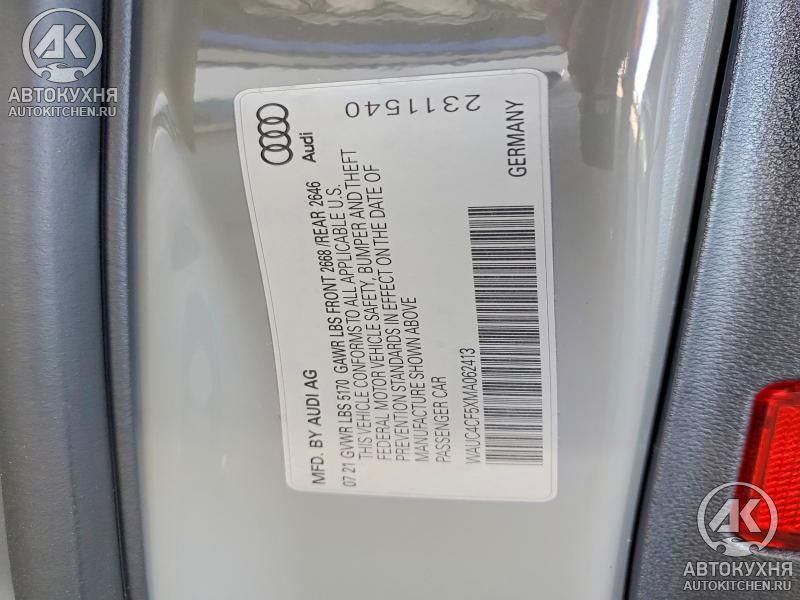 AK
АВТОКУХНЯ
AUTOKITCHEN.RU
Audi
2311540
MFD. BY AUDI AG
07 21 GVWR LBS 5170 GAWR LBS FRONT 2668 /REAR 2646
THIS VEHICLE CONFORMS TO ALL APPLICABLE U.S.
FEDERAL MOTOR VEHICLE SAFETY, BUMPER AND THEFT
PREVENTION STANDARDS IN EFFECT ON THE DATE OF
MANUFACTURE SHOWN ABOVE
PASSENGER CAR
WAUC4CF5XMA062413
GERMANY
AK
АВТОКУХНЯ
AUTOKITCHEN.RU